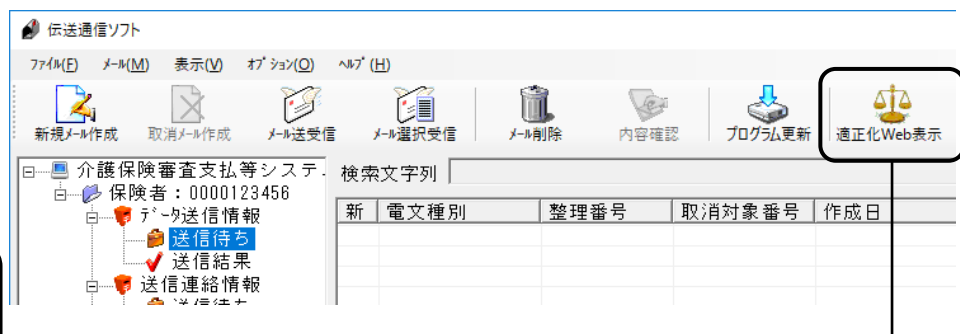 伝送通信ソフト
ファイル(F) メール(M) 表示(V) オプション(O) ヘルプ(H)
新規メール作成 取消メール作成 メール送受信 メール選択受信 メール削除 内容確認 プログラム更新 適正化Web表示
介護保険審査支払等システ 検索文字列
保険者：0000123456
新 電文種別 整理番号 取消対象番号 作成日
データ送信情報
送信待ち
送信結果
送信連絡情報